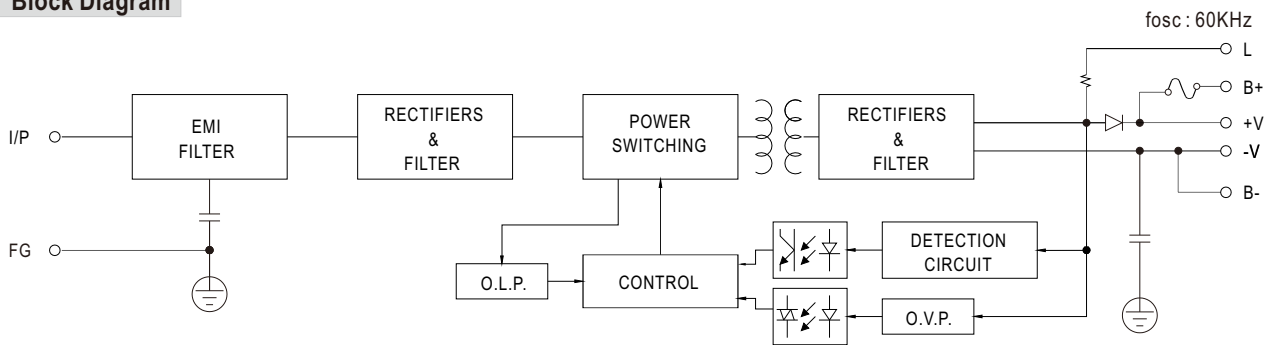 Block Diagram
fosc : 60KHz
L
B+
+V
-V
B-
I/P
EMI
FILTER
RECTIFIERS
&
FILTER
POWER
SWITCHING
RECTIFIERS
&
FILTER
FG
O.L.P.
CONTROL
DETECTION
CIRCUIT
O.V.P.